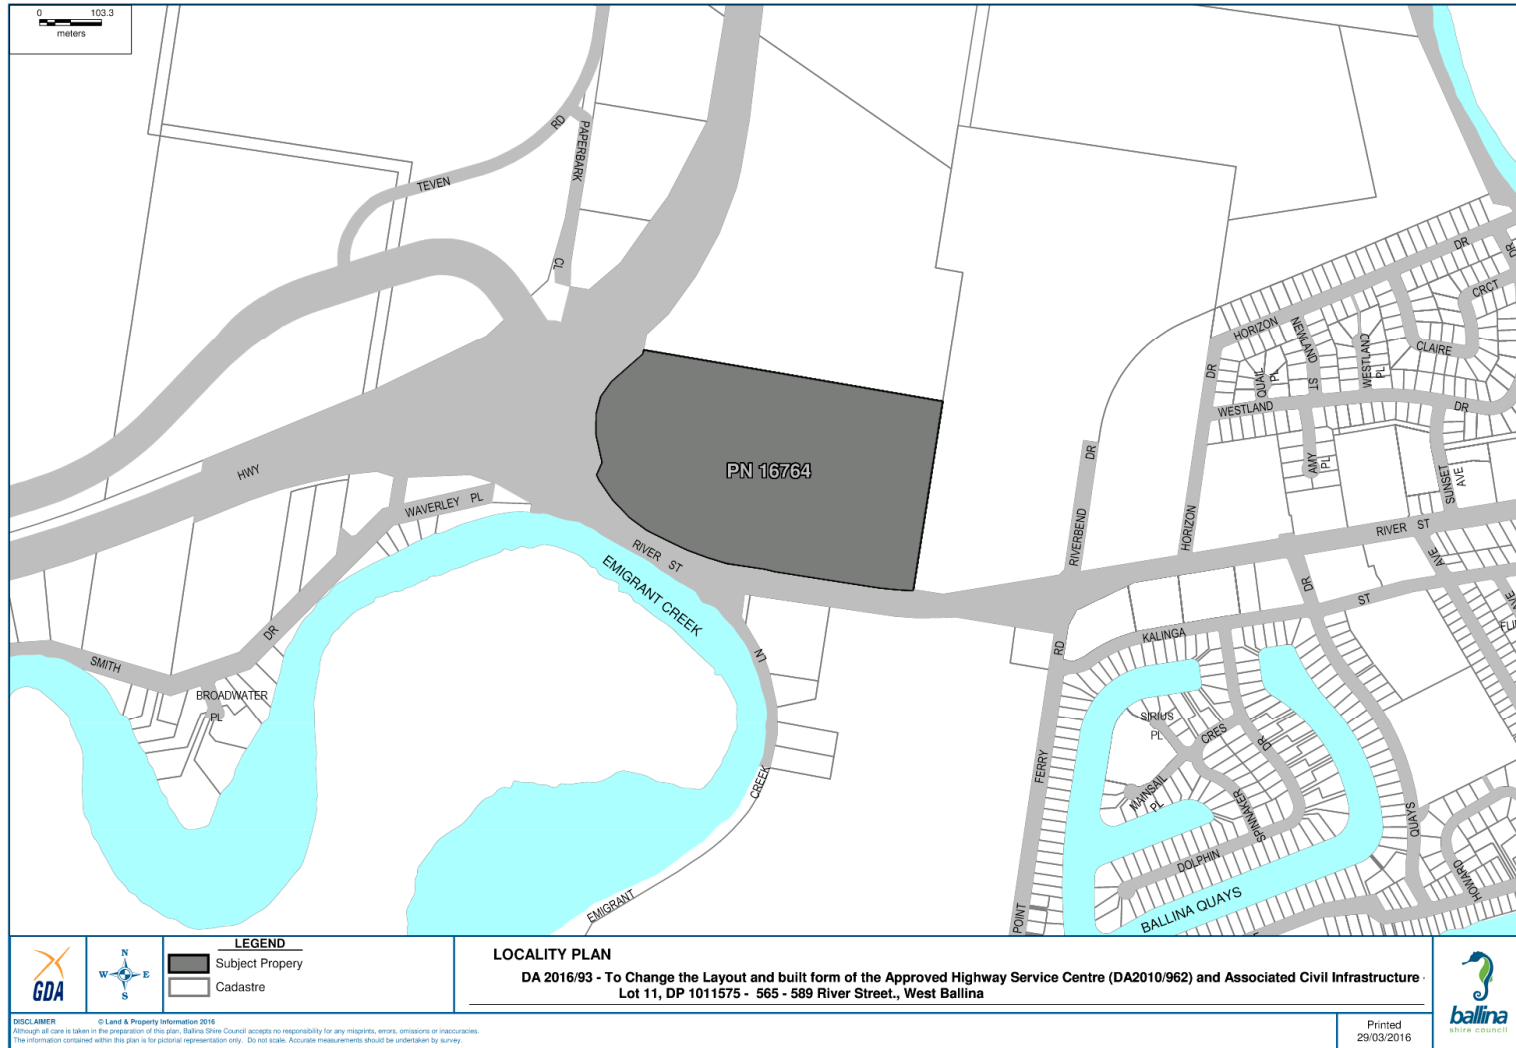 0 103.3
meters
RD
PAPERBARK
TEVEN
CL
HWY
WAVERLEY PL
RIVER ST
EMIGRANT CREEK
PN 16764
DR
SMITH
BROADWATER
PL
LN
CREEK
EMIGRANT
DR
DR
CRCT
HORIZON
NEWLAND
ST
WESTLAND
PL
CLAIRE
QUAIL
PL
DR
WESTLAND
DR
AMY
PL
SUNSET
AVE
DR
RIVERBEND
HORIZON
RIVER ST
AVE
DR
ST
KALINGA
RD
SIRIUS
PL
CRES
DR
MAINSAIL
PL
SPINNAKER
FERRY
DOLPHIN
QUAYS
HOWARD
POINT
BALLINA QUAYS
GDA
N
W E
S
LEGEND
Subject Propery
Cadastre
LOCALITY PLAN
DA 2016/93 - To Change the Layout and built form of the Approved Highway Service Centre (DA2010/962) and Associated Civil Infrastructure -
Lot 11, DP 1011575 - 565 - 589 River Street., West Ballina
ballina
shire council
DISCLAIMER © Land & Property Information 2016
Although all care is taken in the preparation of this plan, Ballina Shire Council accepts no responsibility for any misprints, errors, omissions or inaccuracies.
The information contained within this plan is for pictorial representation only. Do not scale. Accurate measurements should be undertaken by survey.
Printed
29/03/2016